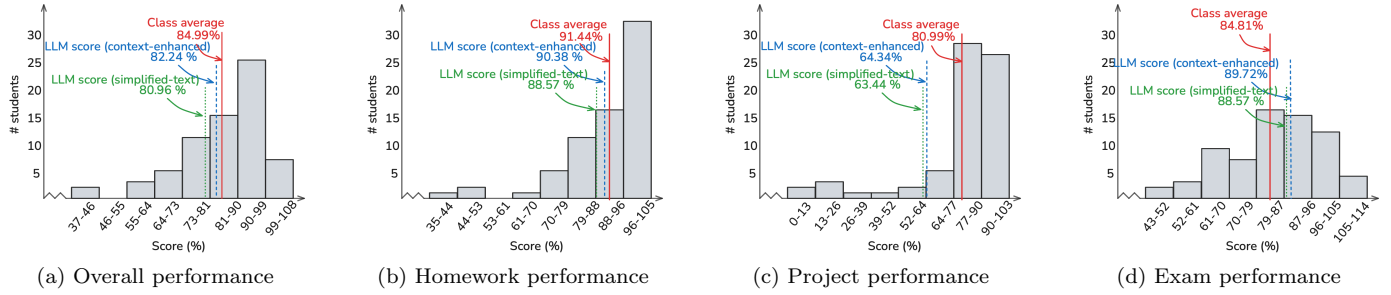 # students
30
25
20
15
10
5
Class average
84.99%
LLM score (context-enhanced)
82.24 %
LLM score (simplified-text)
80.96 %
37-46
46-55
55-64
64-73
73-81
81-90
90-99
99-108
Score (%)
(a) Overall performance
# students
30
25
20
15
10
5
Class average
91.44%
LLM score (context-enhanced)
90.38 %
LLM score (simplified-text)
88.57 %
35-44
44-53
53-61
61-70
70-79
79-88
88-96
96-105
Score (%)
(b) Homework performance
# students
30
25
20
15
10
5
Class average
80.99%
LLM score (context-enhanced)
64.34%
LLM score (simplified-text)
63.44 %
0-13
13-26
26-39
39-52
52-64
64-77
77-90
90-103
Score (%)
(c) Project performance
# students
30
25
20
15
10
5
Class average
84.81%
LLM score (context-enhanced)
89.72%
LLM score (simplified-text)
88.57 %
43-52
52-61
61-70
70-79
79-87
87-96
96-105
105-114
Score (%)
(d) Exam performance